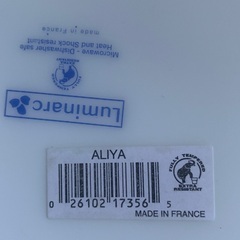 Microwave - Dishwasher safe
Heat and Shock resistant
made in France
Luminarc
ALIYA
FULLY TEMPERED
EXTRA RESISTANT
0 26102 17356 5
MADE IN FRANCE